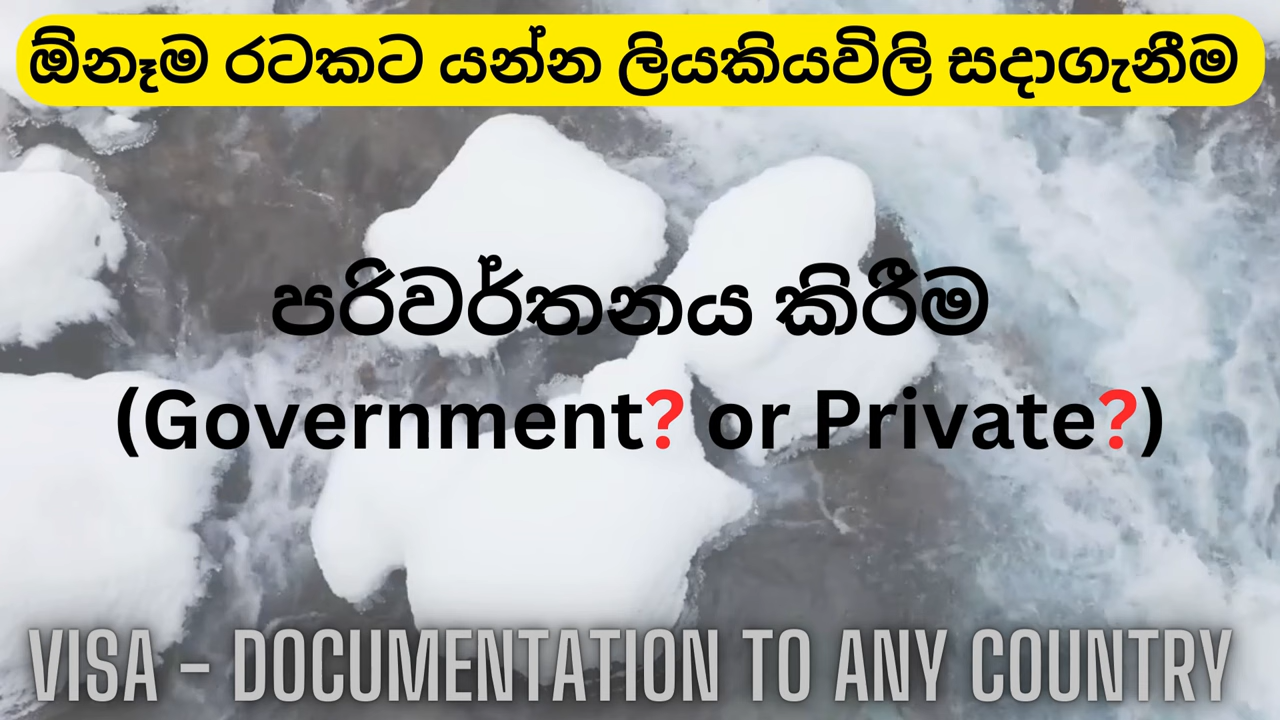 ඕනෑම රටකට යන්න ලියකියවිලි සදාගැනීම
පරිවර්තනය කිරීම
(Government? or Private?)
VISA - DOCUMENTATION TO ANY COUNTRY